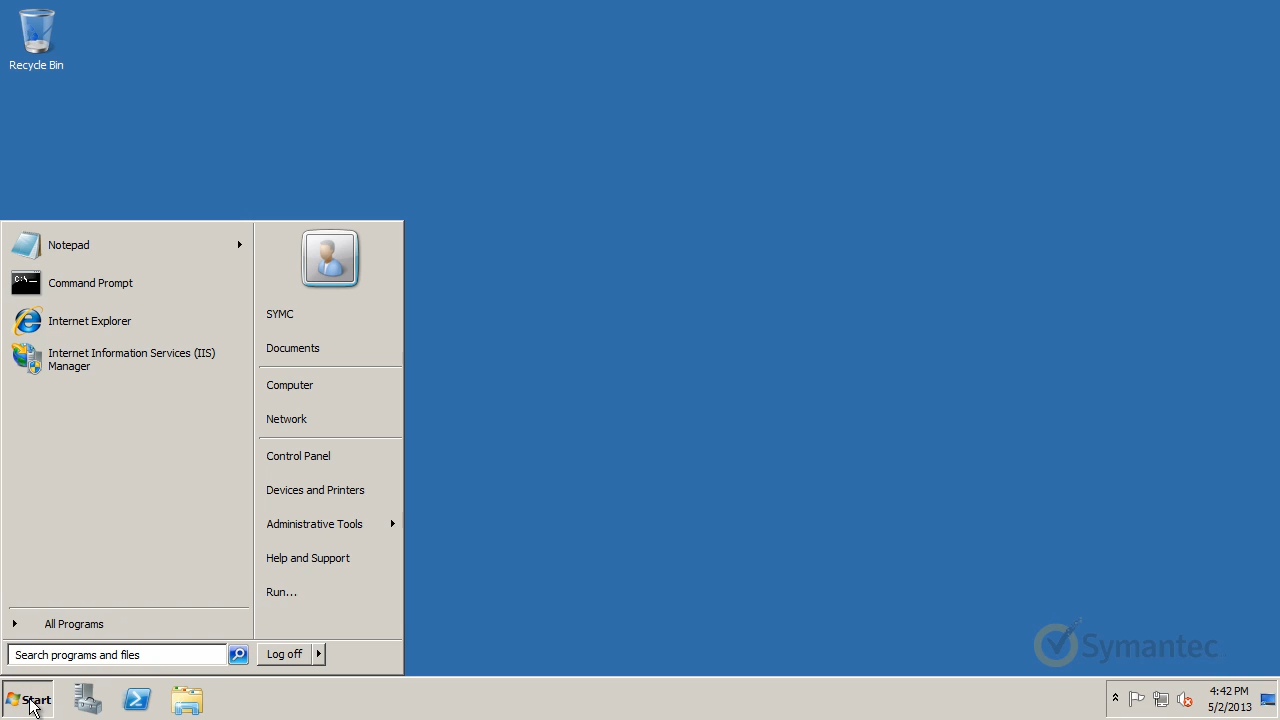 Recycle Bin
Notepad
Command Prompt
C:\
Internet Explorer
Internet Information Services (IIS)
Manager
All Programs
Search programs and files
SYMC
Documents
Computer
Network
Control Panel
Devices and Printers
Administrative Tools
Help and Support
Run...
Log off
Symantec
Start
4:42 PM
5/2/2013